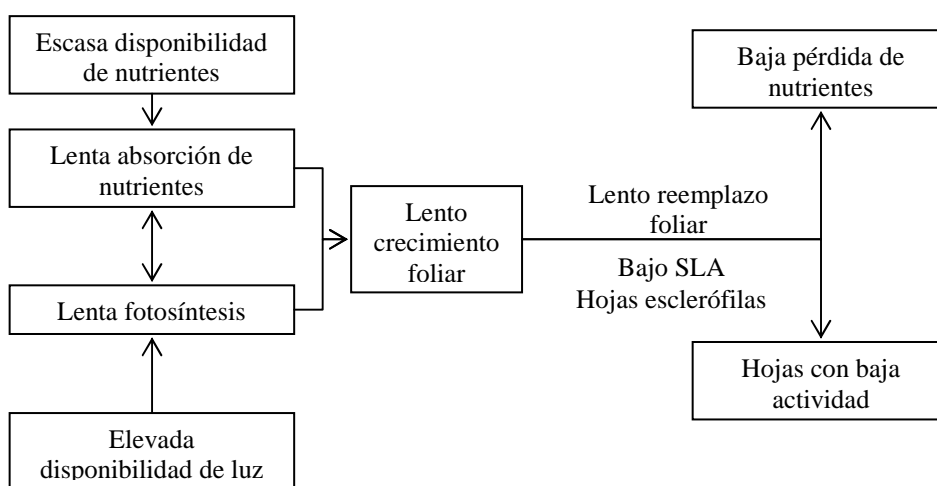 Escasa disponibilidad
de nutrientes
Lenta absorción de
nutrientes
Lenta fotosíntesis
Elevada
disponibilidad de luz
Lento
crecimiento
foliar
Lento reemplazo
foliar
Bajo SLA
Hojas esclerófilas
Baja pérdida de
nutrientes
Hojas con baja
actividad